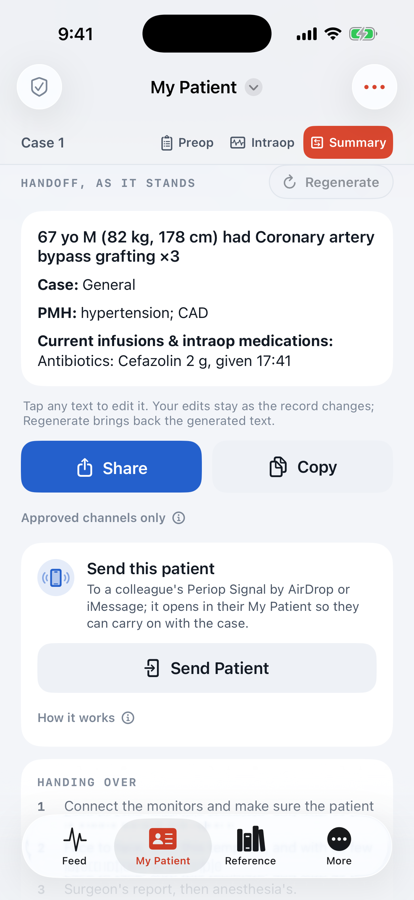 9:41
My Patient
Case 1
Preop
Intraop
Summary
HANDOFF, AS IT STANDS
Regenerate
67 yo M (82 kg, 178 cm) had Coronary artery
bypass grafting ×3
Case: General
PMH: hypertension; CAD
Current infusions & intraop medications:
Antibiotics: Cefazolin 2 g, given 17:41
Tap any text to edit it. Your edits stay as the record changes;
Regenerate brings back the generated text.
Share
Copy
Approved channels only
Send this patient
To a colleague's Periop Signal by AirDrop or
iMessage; it opens in their My Patient so they
can carry on with the case.
Send Patient
How it works
HANDING OVER
1 Connect the monitors and make sure the patient
Feed
My Patient
Reference
More
3 Surgeon's report, then anesthesia's.